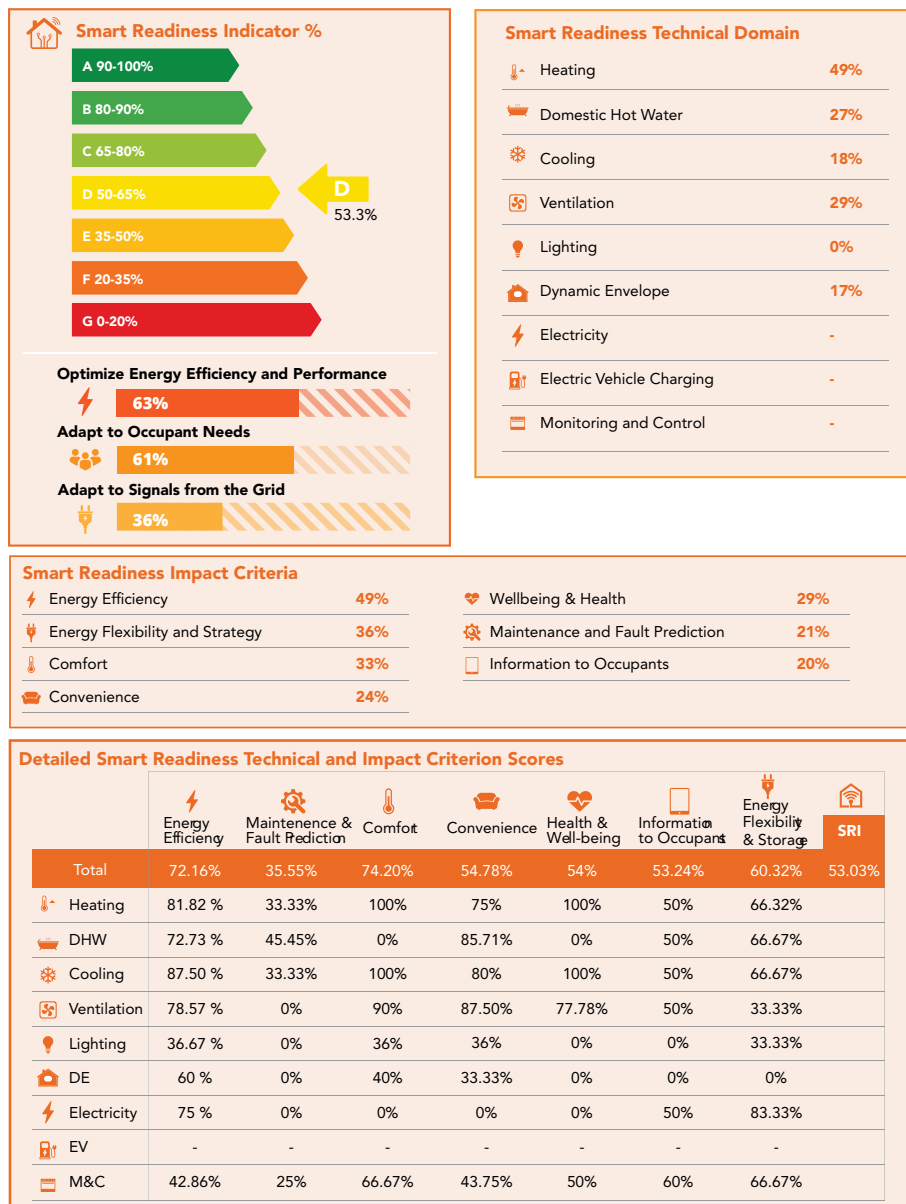 Smart Readiness Indicator %
A 90-100%
B 80-90%
C 65-80%
D 50-65%
D
53.3%
E 35-50%
F 20-35%
G 0-20%
Optimize Energy Efficiency and Performance
63%
Adapt to Occupant Needs
61%
Adapt to Signals from the Grid
36%
Smart Readiness Technical Domain
Heating 49%
Domestic Hot Water 27%
Cooling 18%
Ventilation 29%
Lighting 0%
Dynamic Envelope 17%
Electricity -
Electric Vehicle Charging -
Monitoring and Control -
Smart Readiness Impact Criteria
Energy Efficiency 49%
Energy Flexibility and Strategy 36%
Comfort 33%
Convenience 24%
Wellbeing & Health 29%
Maintenance and Fault Prediction 21%
Information to Occupants 20%
Detailed Smart Readiness Technical and Impact Criterion Scores
Energy
Efficiency
Maintenence &
Fault Prediction
Comfort
Convenience
Health &
Well-being
Information
to Occupants
Energy
Flexibility
& Storage
SRI
Total 72.16% 35.55% 74.20% 54.78% 54% 53.24% 60.32% 53.03%
Heating 81.82 % 33.33% 100% 75% 100% 50% 66.32%
DHW 72.73 % 45.45% 0% 85.71% 0% 50% 66.67%
Cooling 87.50 % 33.33% 100% 80% 100% 50% 66.67%
Ventilation 78.57 % 0% 90% 87.50% 77.78% 50% 33.33%
Lighting 36.67 % 0% 36% 36% 0% 0% 33.33%
DE 60 % 0% 40% 33.33% 0% 0% 0%
Electricity 75 % 0% 0% 0% 0% 50% 83.33%
EV - - - - - - -
M&C 42.86% 25% 66.67% 43.75% 50% 60% 66.67%